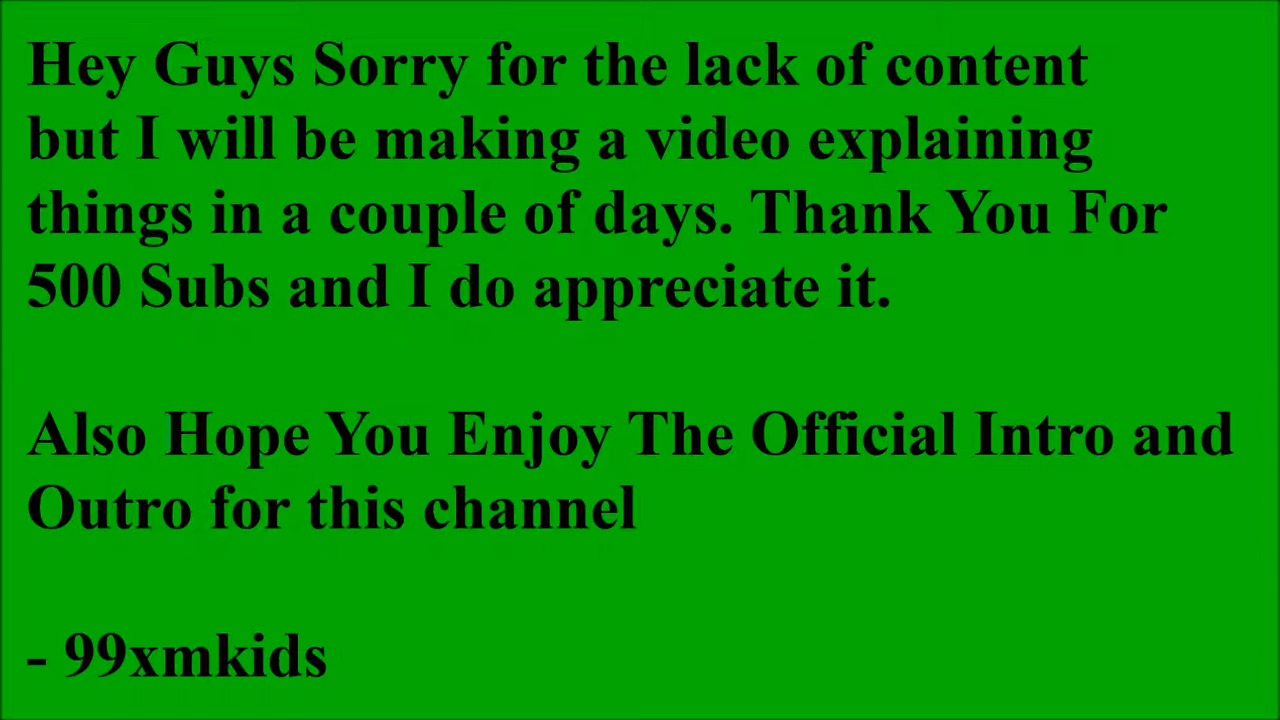 Hey Guys Sorry for the lack of content
but I will be making a video explaining
things in a couple of days. Thank You For
500 Subs and I do appreciate it.
Also Hope You Enjoy The Official Intro and
Outro for this channel
- 99xmkids